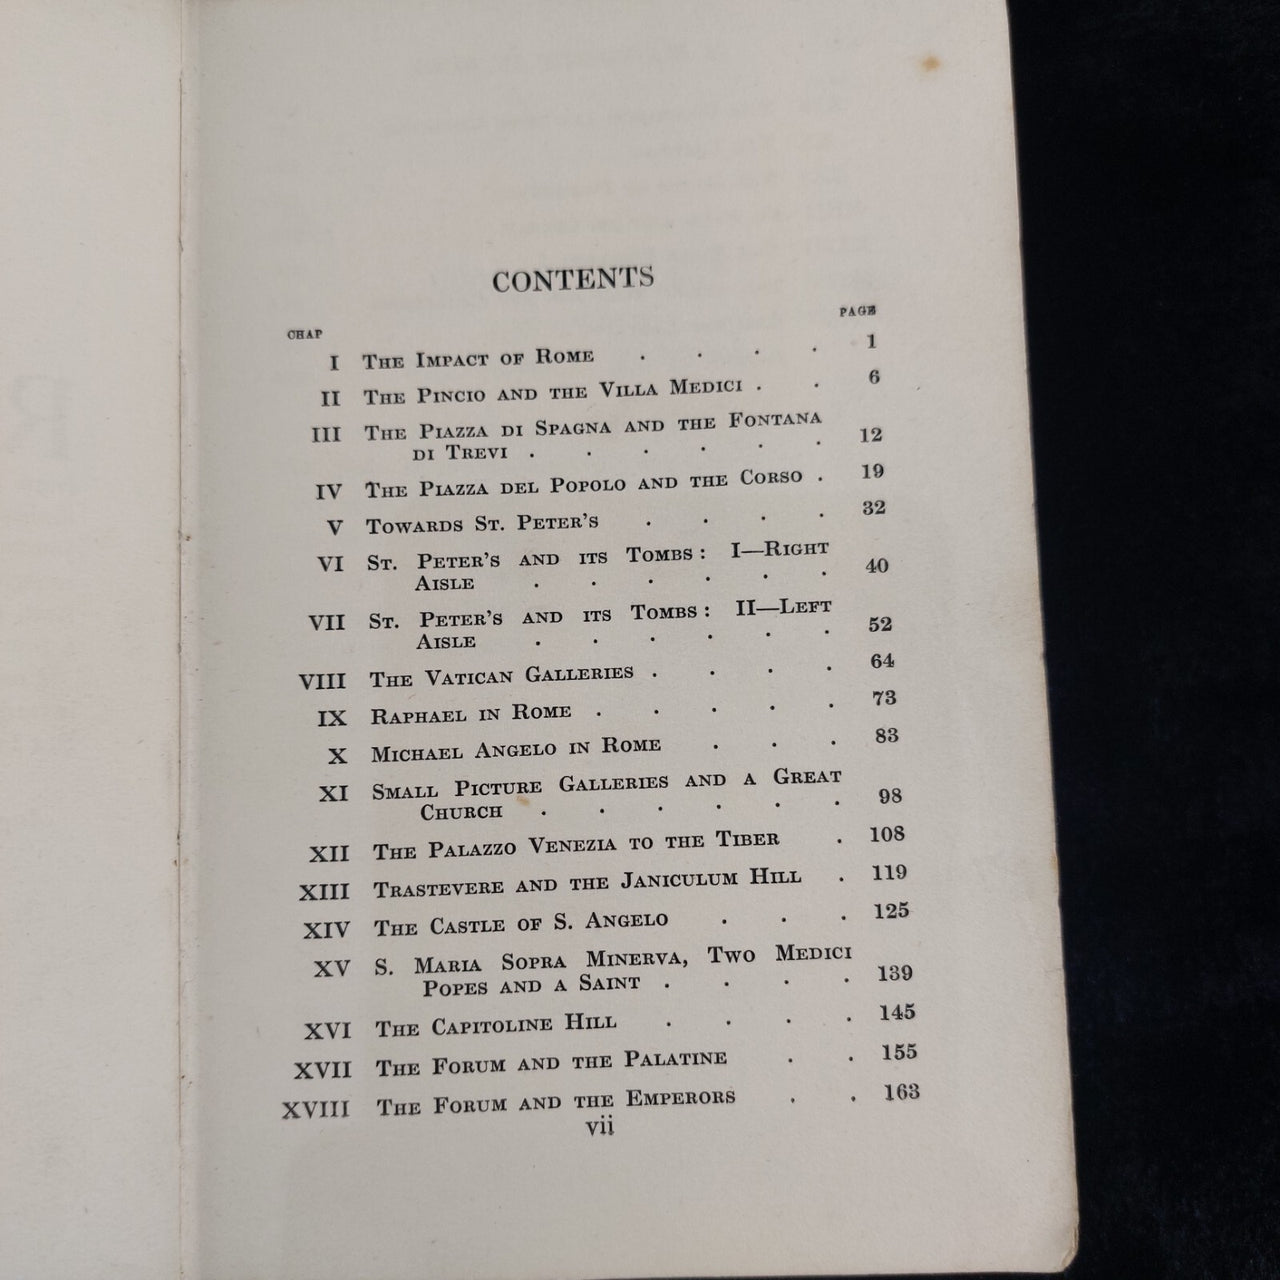 CONTENTS
CHAP PAGE
I The Impact of Rome . . . . 1
II The Pincio and the Villa Medici . . 6
III The Piazza di Spagna and the Fontana
di Trevi . . . . . . 12
IV The Piazza del Popolo and the Corso . 19
V Towards St. Peter's . . . . 32
VI St. Peter's and its Tombs: I—Right
Aisle . . . . . . 40
VII St. Peter's and its Tombs: II—Left
Aisle . . . . . . 52
VIII The Vatican Galleries . . . . 64
IX Raphael in Rome . . . . . 73
X Michael Angelo in Rome . . . 83
XI Small Picture Galleries and a Great
Church . . . . . . 98
XII The Palazzo Venezia to the Tiber . 108
XIII Trastevere and the Janiculum Hill . 119
XIV The Castle of S. Angelo . . . 125
XV S. Maria Sopra Minerva, Two Medici
Popes and a Saint . . . . 139
XVI The Capitoline Hill . . . . 145
XVII The Forum and the Palatine . . 155
XVIII The Forum and the Emperors . . 163
vii